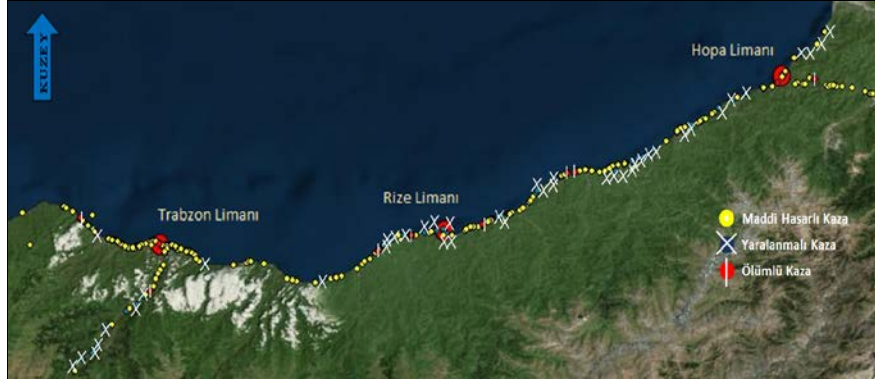 KUZEY
Hopa Limanı
Trabzon Limanı
Rize Limanı
Maddi Hasarlı Kaza
Yaralanmalı Kaza
Ölümlü Kaza